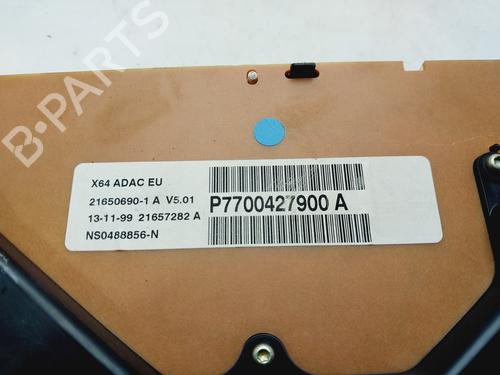 B-PARTS
X64 ADAC EU
21650690-1 A V5.01
13-11-99 21657282 A
NS0488856-N
P7700427900 A